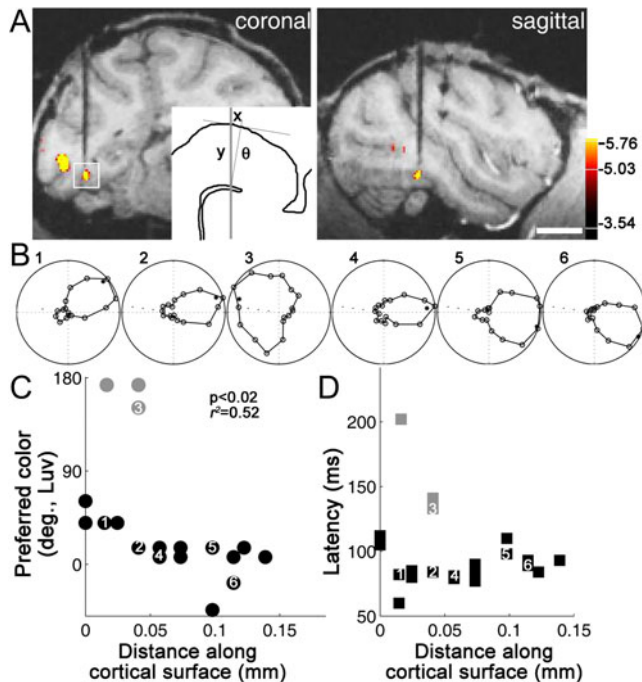 A
coronal
sagittal
x
y
θ
-5.76
-5.03
-3.54
B
1 2 3 4 5 6
C
D
180
90
0
Preferred color
(deg., Luv)
p<0.02
r²=0.52
3
1
2
4
5
6
0 0.05 0.1 0.15
Distance along
cortical surface (mm)
200
150
100
50
Latency (ms)
3
1
2
4
5
6
0 0.05 0.1 0.15
Distance along
cortical surface (mm)